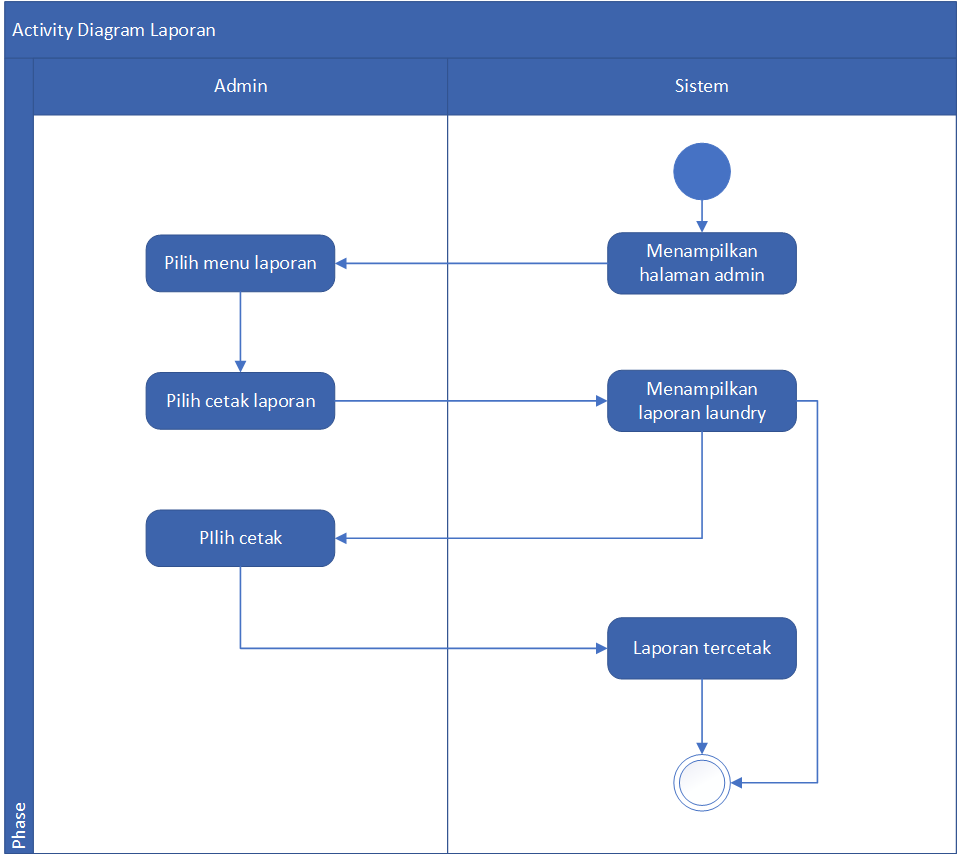 Activity Diagram Laporan
Admin
Sistem
Menampilkan
halaman admin
Pilih menu laporan
Pilih cetak laporan
Menampilkan
laporan laundry
PIlih cetak
Laporan tercetak
Phase